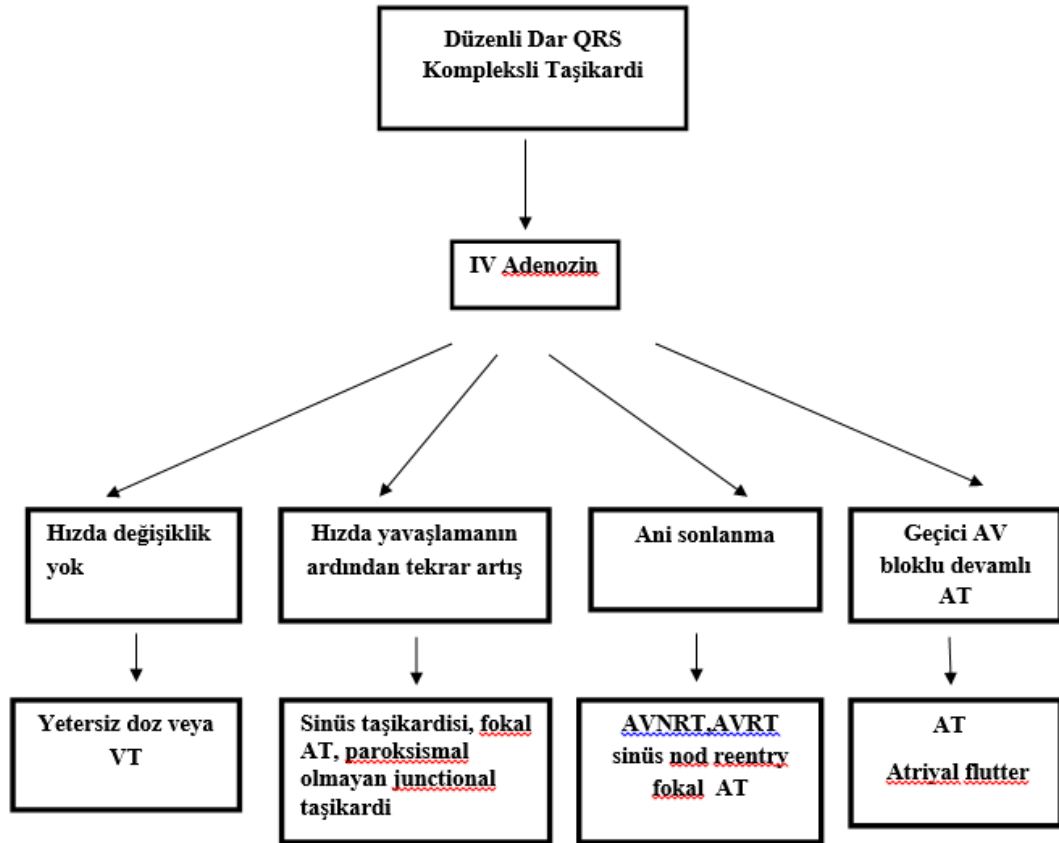 Düzenli Dar QRS
Kompleksli Taşikardi
IV Adenozin
Hızda değişiklik
yok
Hızda yavaşlamanın
ardından tekrar artış
Ani sonlanma
Geçici AV
bloklu devamlı
AT
Yetersiz doz veya
VT
Sinüs taşikardisi, fokal
AT, paroksismal
olmayan junctional
taşikardi
AVNRT,AVRT
sinüs nod reentry
fokal AT
AT
Atriyal flutter